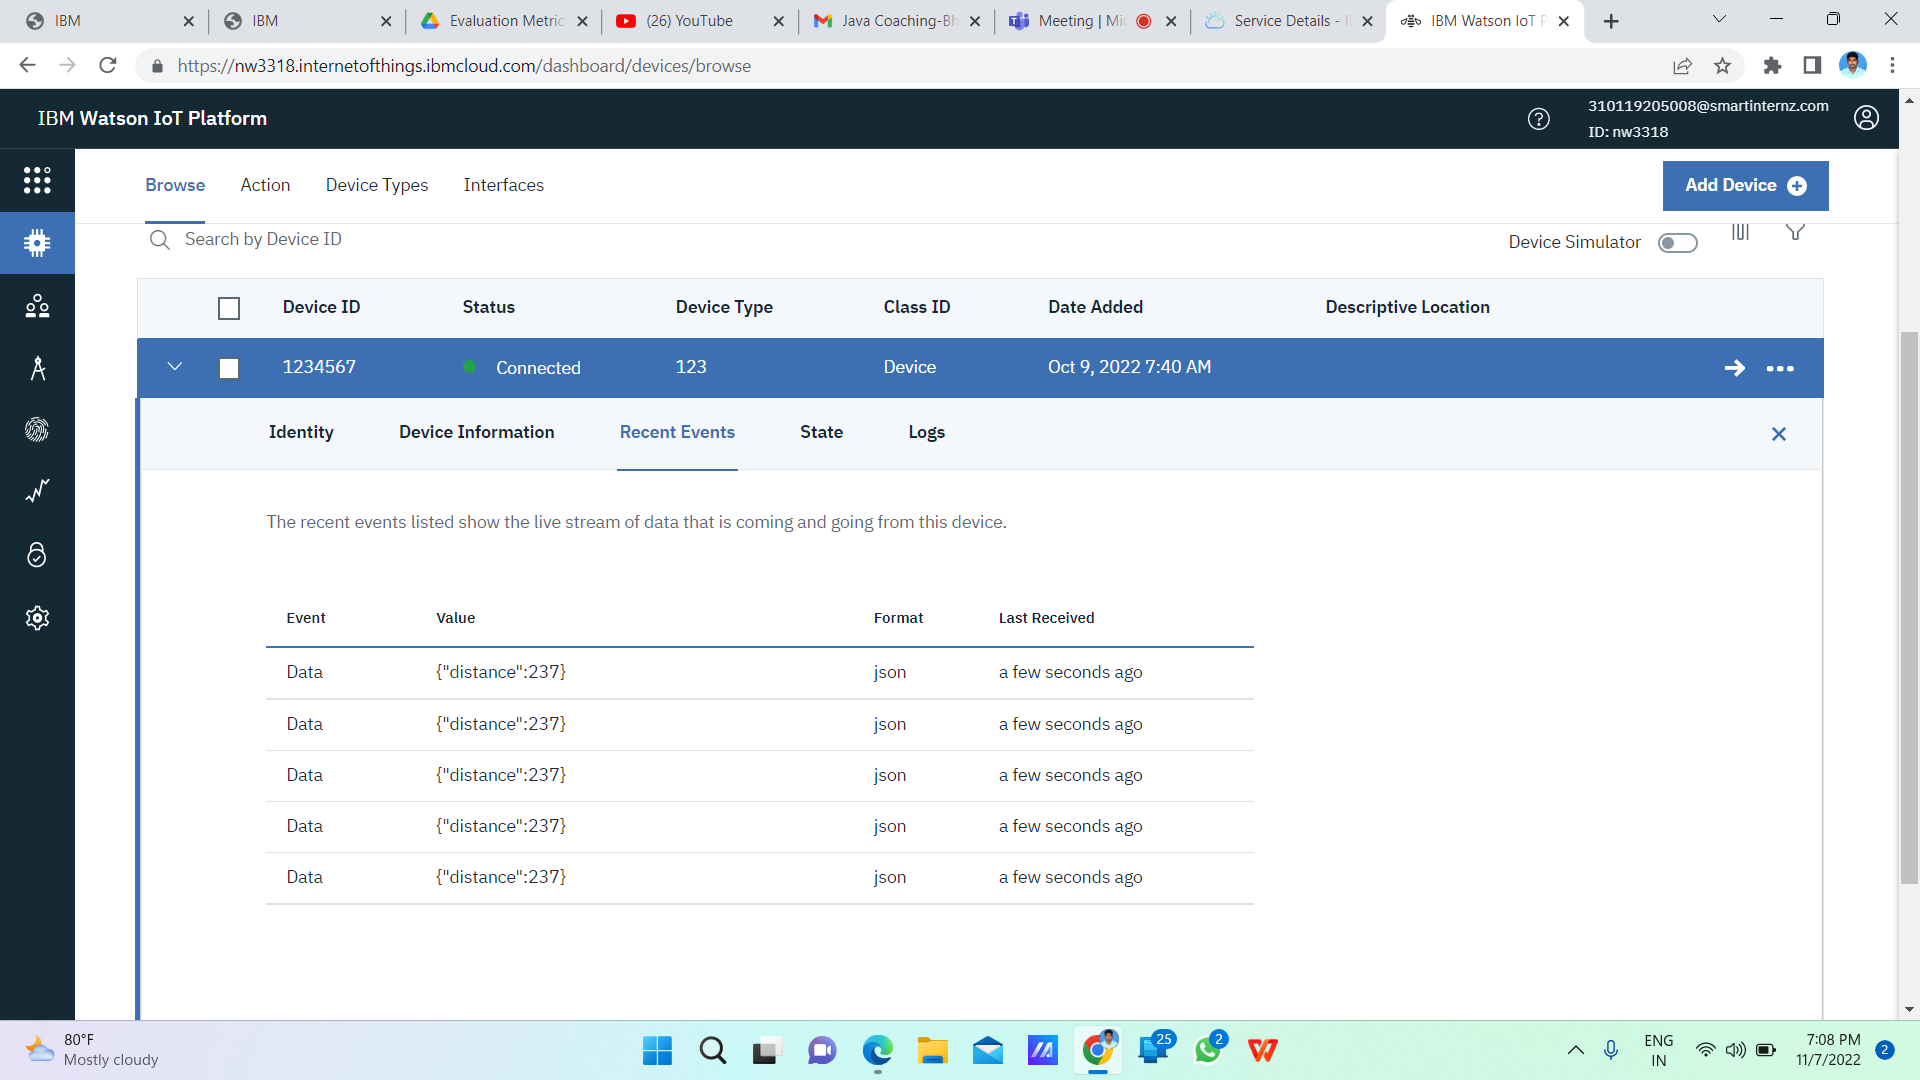 IBM
IBM
Evaluation Metric
(26) YouTube
Java Coaching-Bh
Meeting | Mic
Service Details - I
IBM Watson IoT P
https://nw3318.internetofthings.ibmcloud.com/dashboard/devices/browse
IBM Watson IoT Platform
310119205008@smartinternz.com
ID: nw3318
Browse Action Device Types Interfaces
Add Device
Search by Device ID
Device Simulator
Device ID Status Device Type Class ID Date Added Descriptive Location
1234567 Connected 123 Device Oct 9, 2022 7:40 AM
Identity Device Information Recent Events State Logs
The recent events listed show the live stream of data that is coming and going from this device.
Event Value Format Last Received
Data {"distance":237} json a few seconds ago
Data {"distance":237} json a few seconds ago
Data {"distance":237} json a few seconds ago
Data {"distance":237} json a few seconds ago
Data {"distance":237} json a few seconds ago
80°F
Mostly cloudy
25
2
ENG
IN
7:08 PM
11/7/2022
2